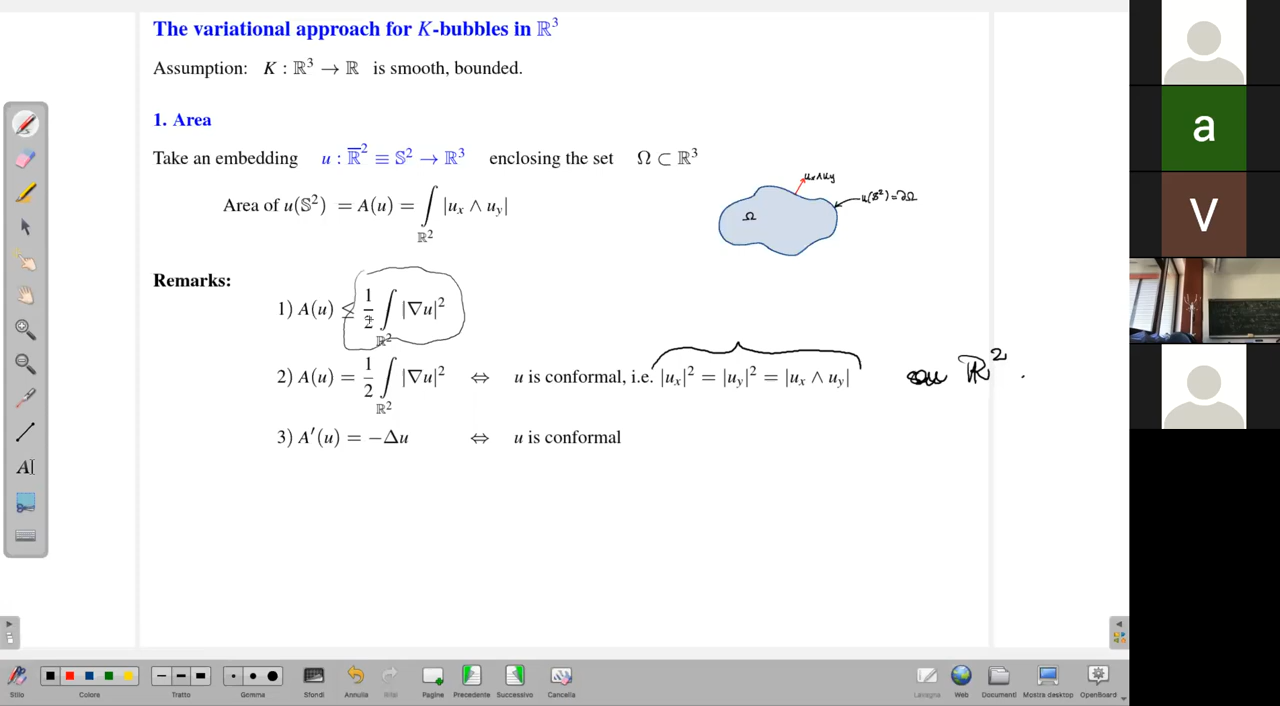 The variational approach for K-bubbles in ℝ³
Assumption: K : ℝ³ → ℝ is smooth, bounded.
1. Area
Take an embedding u : ℝ̅² ≡ 𝕊² → ℝ³ enclosing the set Ω ⊂ ℝ³
Area of u(𝕊²) = A(u) = ∫_{ℝ²} |u_x ∧ u_y|
u_x ∧ u_y
u(𝕊²) = ∂Ω
Ω
Remarks:
1) A(u) ≤ 1/2 ∫_{ℝ²} |∇u|²
2) A(u) = 1/2 ∫_{ℝ²} |∇u|² ⇔ u is conformal, i.e. |u_x|² = |u_y|² = |u_x ∧ u_y| on ℝ².
3) A′(u) = −Δu ⇔ u is conformal
a
V
AI
Stilo
Colore
Tratto
Gomma
Sfondi
Annulla
Pagine
Precedente
Successivo
Cancella
Lavagna
Web
Documenti
Mostra desktop
OpenBoard